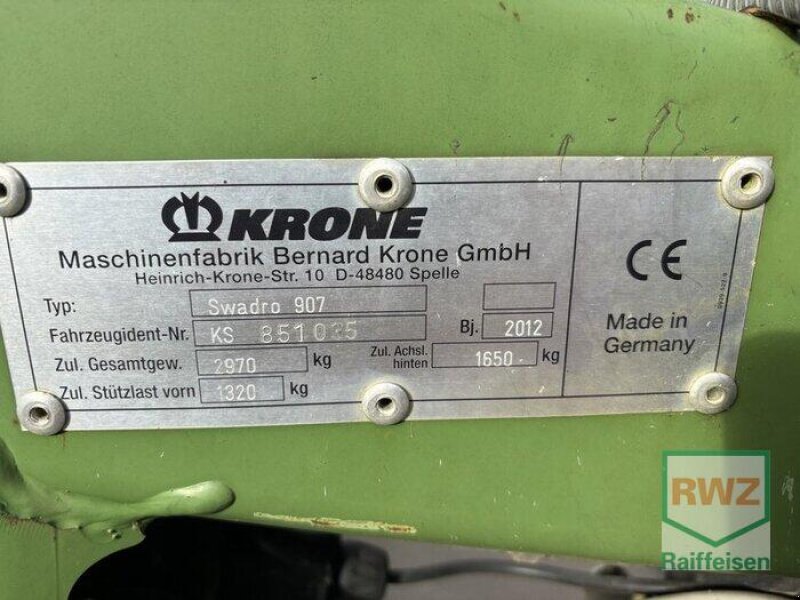 KRONE
Maschinenfabrik Bernard Krone GmbH
Heinrich-Krone-Str. 10 D-48480 Spelle
Typ: Swadro 907
Fahrzeugident-Nr. KS 851035 Bj. 2012
Zul. Gesamtgew. 2970 kg Zul. Achsl. hinten 1650 - kg
Zul. Stützlast vorn 1320 kg
CE
Made in
Germany
RWZ
Raiffeisen